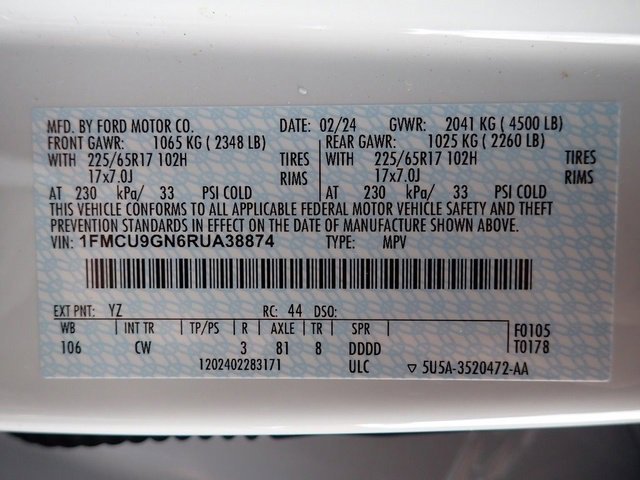 MFD. BY FORD MOTOR CO. DATE: 02/24 GVWR: 2041 KG ( 4500 LB)
FRONT GAWR: 1065 KG ( 2348 LB) REAR GAWR: 1025 KG ( 2260 LB)
WITH 225/65R17 102H TIRES WITH 225/65R17 102H TIRES
17x7.0J RIMS 17x7.0J RIMS
AT 230 kPa/ 33 PSI COLD AT 230 kPa/ 33 PSI COLD
THIS VEHICLE CONFORMS TO ALL APPLICABLE FEDERAL MOTOR VEHICLE SAFETY AND THEFT
PREVENTION STANDARDS IN EFFECT ON THE DATE OF MANUFACTURE SHOWN ABOVE.
VIN: 1FMCU9GN6RUA38874 TYPE: MPV
EXT PNT: YZ RC: 44 DSO:
WB INT TR TP/PS R AXLE TR SPR F0105
106 CW 3 81 8 DDDD T0178
1202402283171 ULC ▽ 5U5A-3520472-AA